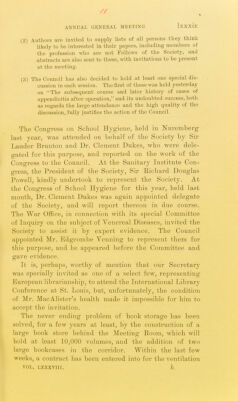 ANNUAL GENERAL MEETING lxxxix
(2) Authors are invited to supply lists of all persons they think
likely to be interested in their papers, including members of
the profession who are not Fellows of the Society, and
abstracts are also sent to them, with invitations to be present
at the meeting.
(3) The Council has also decided to hold at least one special dis-
cussion in each session. The first of these was held yesterday
on "The subsequent course and later history of cases of
appendicitis after operation," and its undoubted success, both
as regards the large attendance and the high quality of the
discussion, fully justifies the action of the Council.
The Congress on School Hygiene, held in Nuremberg
last year, was attended on behalf of the Society by Sir
Lauder Brunton and Dr. Clement Dukes, who were dele-
gated for this purpose, and reported on the work of the
Congress to the Council. At the Sanitary Institute Con-
gress, the President of the Society, Sir Richard Douglas
Powell, kindly undertook to represent the Society. At
the Congress of School Hygiene for this year, held last
month, Dr. Clement Dukes was again appointed delegate
of the Society, and will report thereon in due course.
The War Office, in connection with its special Committee
of Inquiry on the subject of Venereal Diseases, invited the
Society to assist it by expert evidence. The Council
appointed Mr. Edgcombe Venning to represent them for
this purpose, and he appeared before the Committee and
gave evidence.
It is, perhaps, worthy of mention that our Secretary
was specially invited as one of a select few, representing
European librarianship, to attend the International Library
Conference at St. Louis, but, unfortunately, the condition
of Mr. MacAlister's health made it impossible for him to
accept the invitation.
The never ending problem of book storage has been
solved, for a few years at least, by the construction of a
large book store behind the Meeting Room, which will
hold at least 10,000 volumes, and the addition of two
large bookcases in the corridor. Within the last few
weeks, a contract has been entered into for the ventilation
VOL. LXXXVIII.